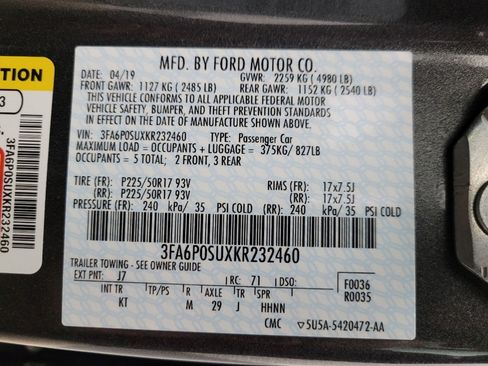 MFD. BY FORD MOTOR CO.
DATE: 04/19 GVWR: 2259 KG ( 4980 LB)
FRONT GAWR: 1127 KG ( 2485 LB) REAR GAWR: 1152 KG ( 2540 LB)
THIS VEHICLE CONFORMS TO ALL APPLICABLE FEDERAL MOTOR
VEHICLE SAFETY, BUMPER, AND THEFT PREVENTION STANDARDS
IN EFFECT ON THE DATE OF MANUFACTURE SHOWN ABOVE.
VIN: 3FA6P0SUXKR232460 TYPE: Passenger Car
MAXIMUM LOAD = OCCUPANTS + LUGGAGE = 375KG/ 827LB
OCCUPANTS = 5 TOTAL; 2 FRONT, 3 REAR
TIRE (FR): P225/50R17 93V RIMS (FR): 17x7.5J
(RR): P225/50R17 93V (RR): 17x7.5J
PRESSURE (FR): 240 kPa/ 35 PSI COLD (RR): 240 kPa/ 35 PSI COLD
3FA6P0SUXKR232460
TRAILER TOWING - SEE OWNER GUIDE
EXT PNT: J7 RC: 71 DSO: F0036
R0035
INT TR TP/PS R AXLE TR SPR
KT M 29 J HHNN
CMC 5U5A-5420472-AA
TION
3
3FA6P0SUXKR232460